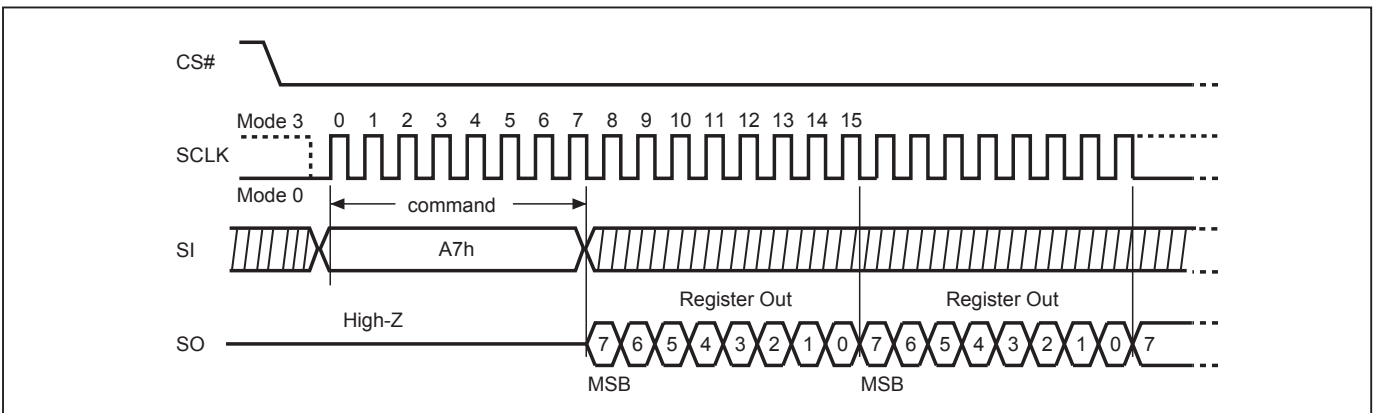 CS#
Mode 3 0 1 2 3 4 5 6 7 8 9 10 11 12 13 14 15
SCLK
Mode 0
command
SI A7h
Register Out Register Out
High-Z
SO 7 6 5 4 3 2 1 0 7 6 5 4 3 2 1 0 7
MSB MSB